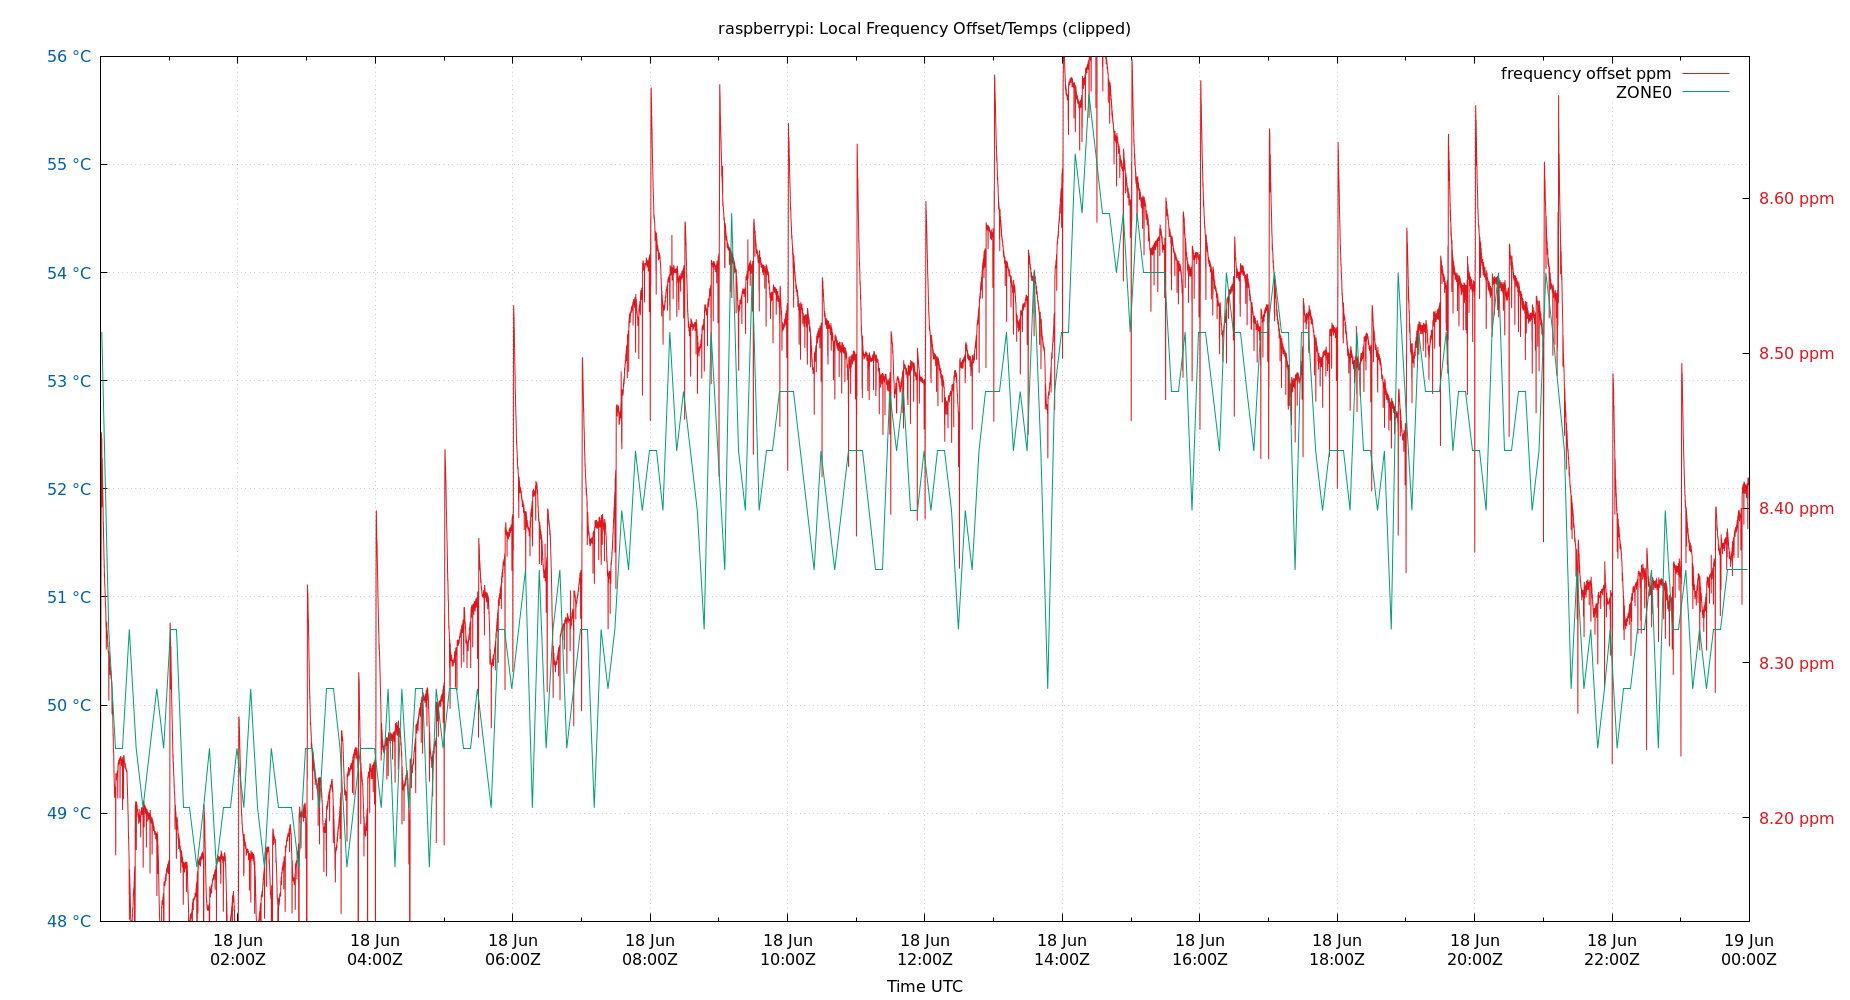 raspberrypi: Local Frequency Offset/Temps (clipped)
frequency offset ppm
ZONE0
56 °C
55 °C
54 °C
53 °C
52 °C
51 °C
50 °C
49 °C
48 °C
8.60 ppm
8.50 ppm
8.40 ppm
8.30 ppm
8.20 ppm
18 Jun 18 Jun 18 Jun 18 Jun 18 Jun 18 Jun 18 Jun 18 Jun 18 Jun 18 Jun 18 Jun 19 Jun
02:00Z 04:00Z 06:00Z 08:00Z 10:00Z 12:00Z 14:00Z 16:00Z 18:00Z 20:00Z 22:00Z 00:00Z
Time UTC